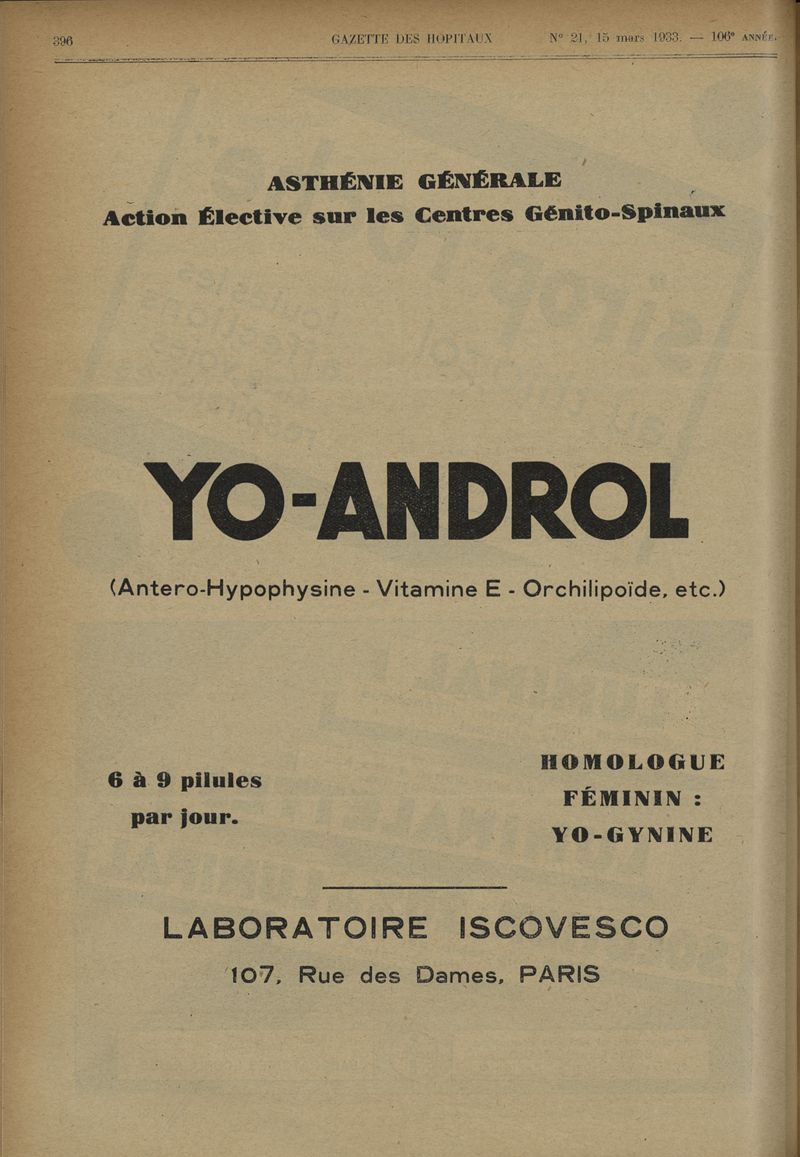 396
GAZETTE DES HOPITAUX
N° 21, 15 mars 1933. — 106e ANNÉE.
ASTHÉNIE GÉNÉRALE
Action Élective sur les Centres Génito-Spinaux
YO-ANDROL
(Antero-Hypophysine - Vitamine E - Orchilipoïde, etc.)
6 à 9 pilules
par jour.
HOMOLOGUE
FÉMININ :
YO-GYNINE
LABORATOIRE ISCOVESCO
107, Rue des Dames, PARIS